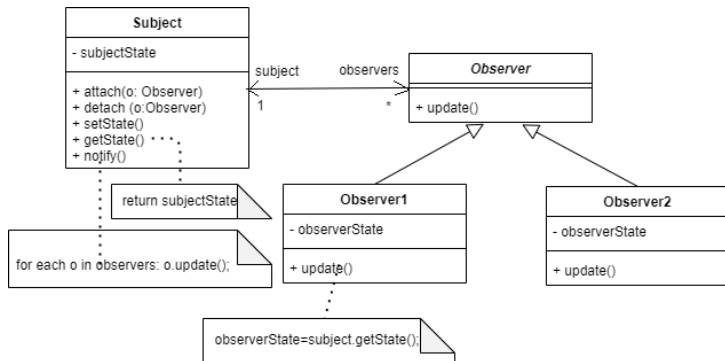 Subject
- subjectState
+ attach(o: Observer)
+ detach (o:Observer)
+ setState()
+ getState()
+ notify()
subject
observers
1
*
Observer
+ update()
return subjectState
for each o in observers: o.update();
Observer1
- observerState
+ update()
observerState=subject.getState();
Observer2
- observerState
+ update()